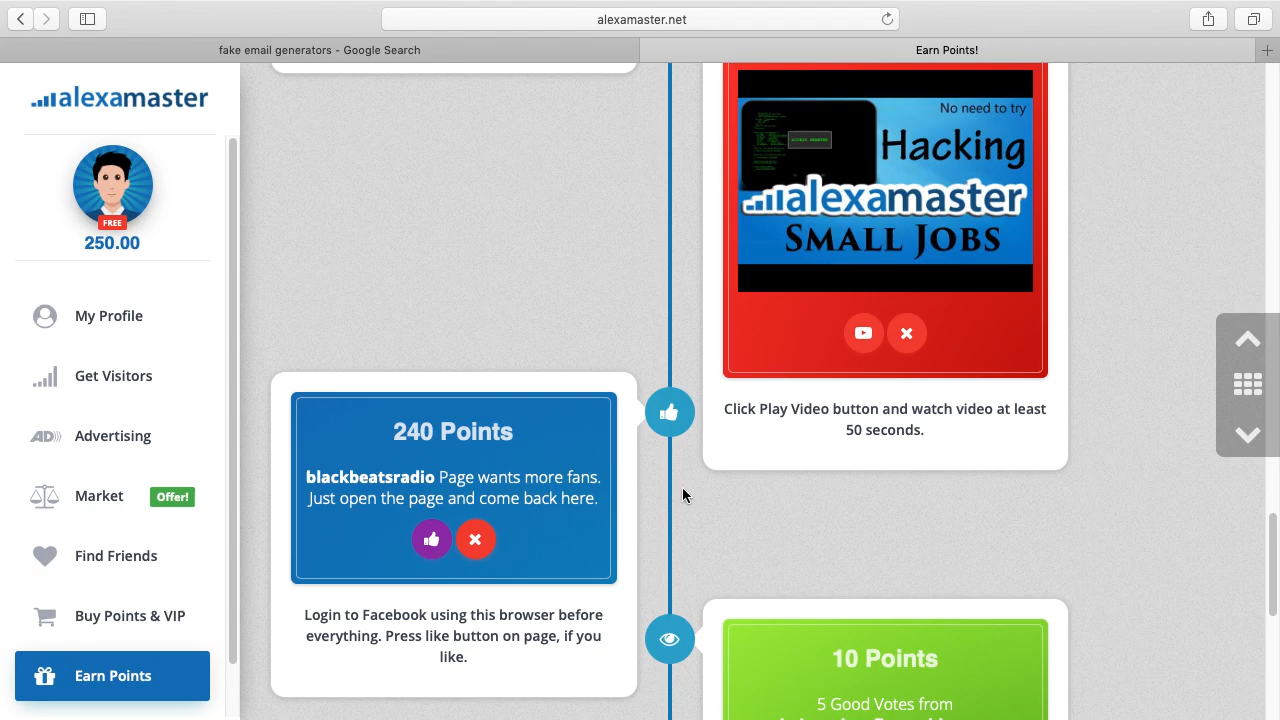 alexamaster.net
fake email generators - Google Search
Earn Points!
alexamaster
FREE
250.00
My Profile
Get Visitors
AD Advertising
Market Offer!
Find Friends
Buy Points & VIP
Earn Points
No need to try
Hacking
ACCESS GRANTED
alexamaster
SMALL JOBS
Click Play Video button and watch video at least
50 seconds.
240 Points
blackbeatsradio Page wants more fans.
Just open the page and come back here.
Login to Facebook using this browser before
everything. Press like button on page, if you
like.
10 Points
5 Good Votes from